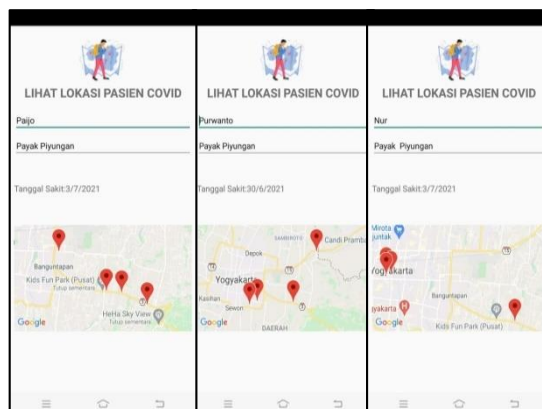 LIHAT LOKASI PASIEN COVID
Paijo
Payak Piyungan
Tanggal Sakit:3/7/2021
Banguntapan
Kids Fun Park (Pusat)
Tutup sementara
HeHa Sky View
Tutup sementara
Google
LIHAT LOKASI PASIEN COVID
Purwanto
Payak Piyungan
Tanggal Sakit:30/6/2021
Candi Pramba
Depok
Yogyakarta
Kasihan
Sewon
DAERAH
Google
LIHAT LOKASI PASIEN COVID
Nur
Payak Piyungan
Tanggal Sakit:3/7/2021
Mirota
juntak
Yogyakarta
Banguntapan
yakarta
Kids Fun Park (Pusat)
Google